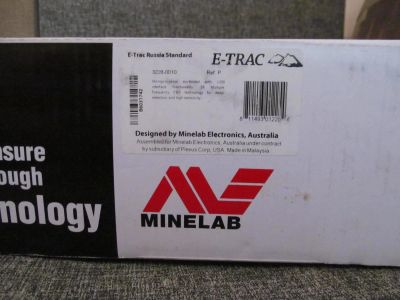 E-Trac Russia Standard
E-TRAC
3228-0010 Ref: P
Designed by Minelab Electronics, Australia
Assembled for Minelab Electronics, Australia under contract
by subsidiary of Plexus Corp, USA. Made in Malaysia
asure
ough
nology
MINELAB